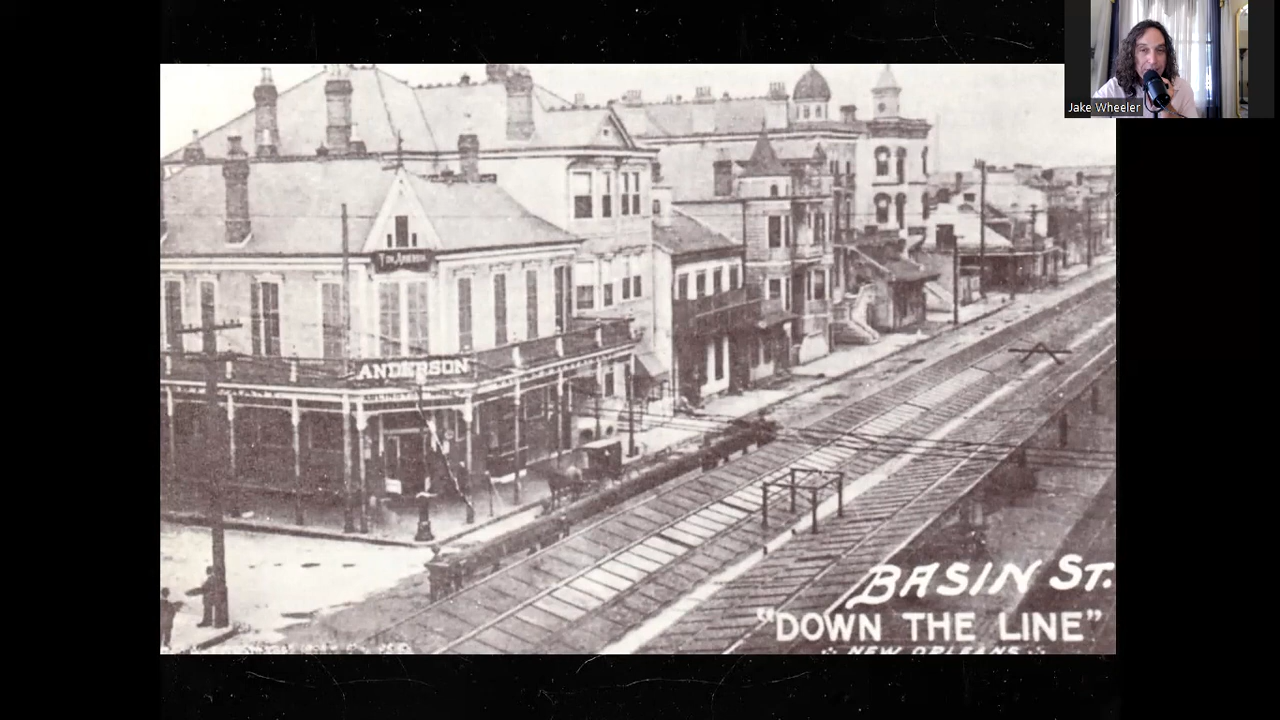 Jake Wheeler
TOM ANDERSON
ANDERSON
BASIN ST.
"DOWN THE LINE"
NEW ORLEANS